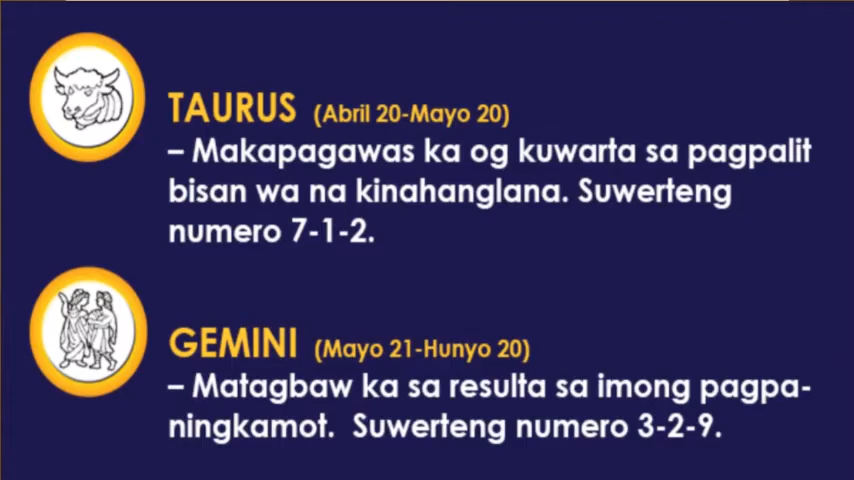 TAURUS (Abril 20-Mayo 20)
– Makapagawas ka og kuwarta sa pagpalit
bisan wa na kinahanglana. Suwerteng
numero 7-1-2.
GEMINI (Mayo 21-Hunyo 20)
– Matagbaw ka sa resulta sa imong pagpa-
ningkamot. Suwerteng numero 3-2-9.